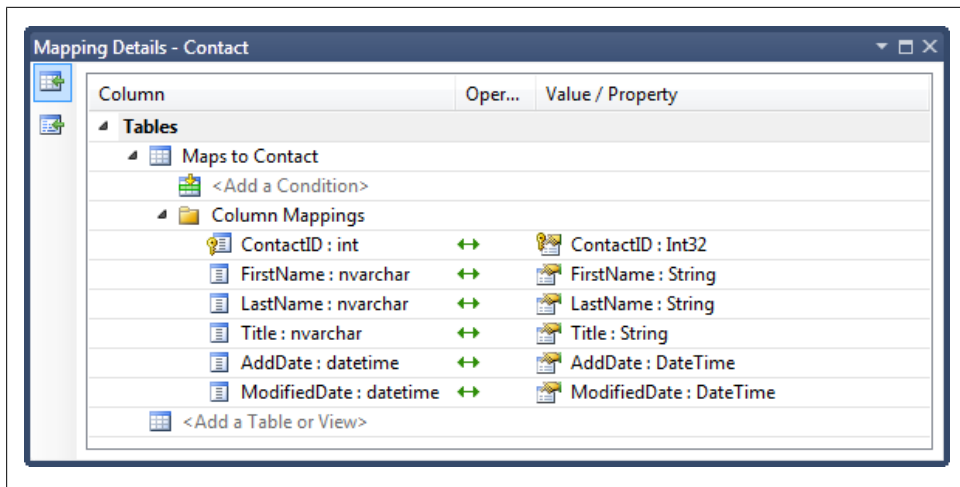 Mapping Details - Contact
Column Oper... Value / Property
Tables
Maps to Contact
<Add a Condition>
Column Mappings
ContactID : int ContactID : Int32
FirstName : nvarchar FirstName : String
LastName : nvarchar LastName : String
Title : nvarchar Title : String
AddDate : datetime AddDate : DateTime
ModifiedDate : datetime ModifiedDate : DateTime
<Add a Table or View>